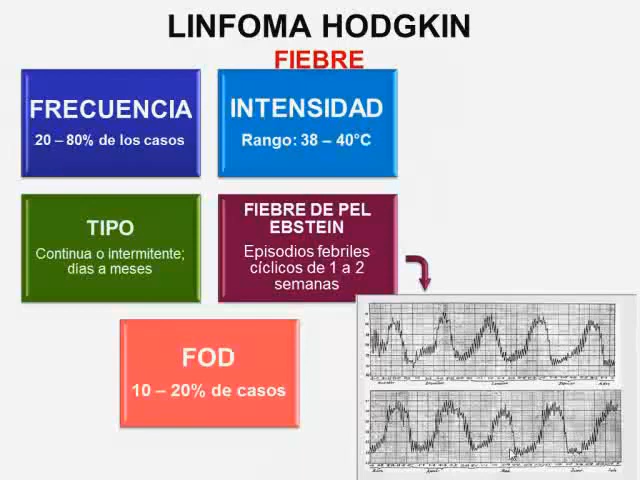 LINFOMA HODGKIN
FIEBRE
FRECUENCIA
20 – 80% de los casos
INTENSIDAD
Rango: 38 – 40°C
TIPO
Continua o intermitente;
días a meses
FIEBRE DE PEL
EBSTEIN
Episodios febriles
cíclicos de 1 a 2
semanas
FOD
10 – 20% de casos